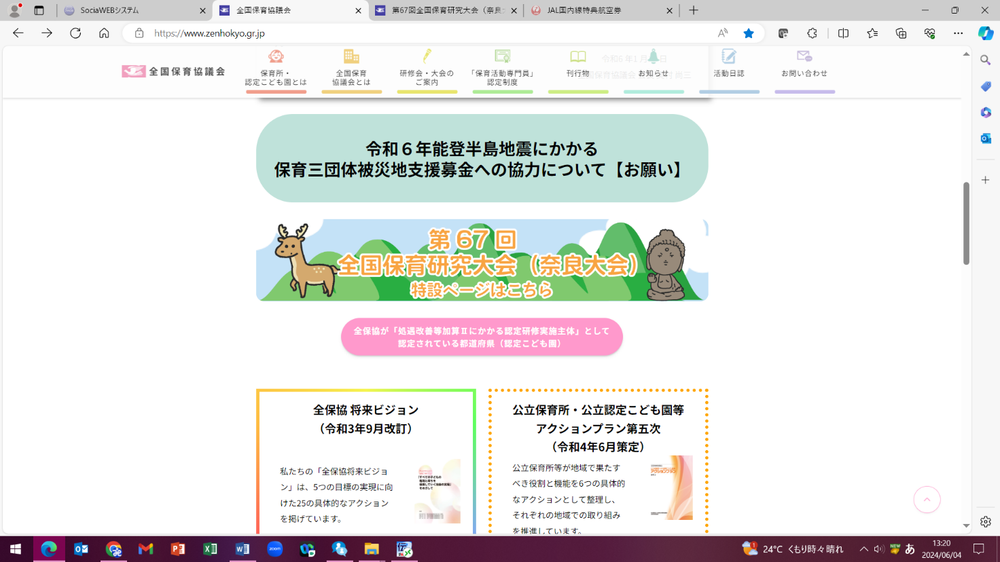 SociaWEBシステム
全国保育協議会
第67回全国保育研究大会（奈良大
JAL国内線特典航空券
https://www.zenhokyo.gr.jp
全国保育協議会
保育所・
認定こども園とは
全国保育
協議会とは
研修会・大会の
ご案内
「保育活動専門員」
認定制度
刊行物
お知らせ
活動日誌
お問い合わせ
令和６年能登半島地震にかかる
保育三団体被災地支援募金への協力について【お願い】
第 67 回
全国保育研究大会（奈良大会）
特設ページはこちら
全保協が「処遇改善等加算Ⅱにかかる認定研修実施主体」として
認定されている都道府県（認定こども園）
全保協 将来ビジョン
（令和3年9月改訂）
私たちの「全保協将来ビジョ
ン」は、5つの目標の実現に向
けた25の具体的なアクション
を掲げています。
公立保育所・公立認定こども園等
アクションプラン第五次
（令和4年6月策定）
公立保育所等が地域で果たす
べき役割と機能を6つの具体的
なアクションとして整理し、
それぞれの地域での取り組み
を推進しています。
アクションプラン
zoom
24°C くもり時々晴れ
NEW
あ
13:20
2024/06/04